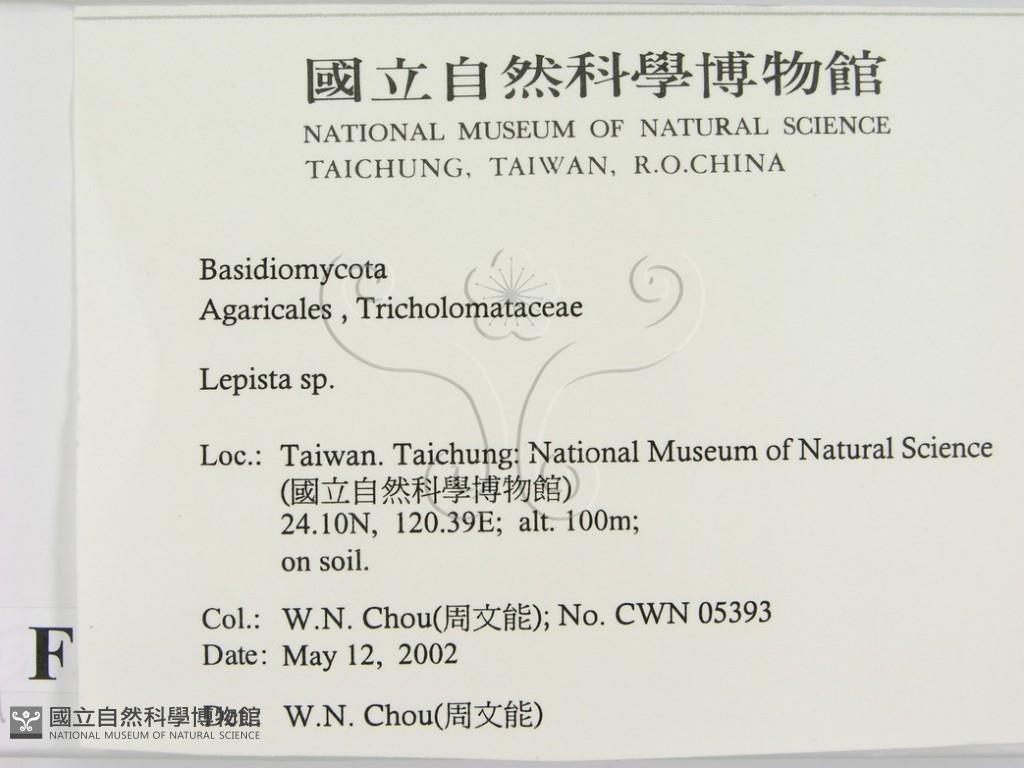 國立自然科學博物館
NATIONAL MUSEUM OF NATURAL SCIENCE
TAICHUNG, TAIWAN, R.O.CHINA
Basidiomycota
Agaricales , Tricholomataceae
Lepista sp.
Loc.: Taiwan. Taichung: National Museum of Natural Science
(國立自然科學博物館)
24.10N, 120.39E; alt. 100m;
on soil.
Col.: W.N. Chou(周文能); No. CWN 05393
Date: May 12, 2002
F
W.N. Chou(周文能)
國立自然科學博物館
NATIONAL MUSEUM OF NATURAL SCIENCE